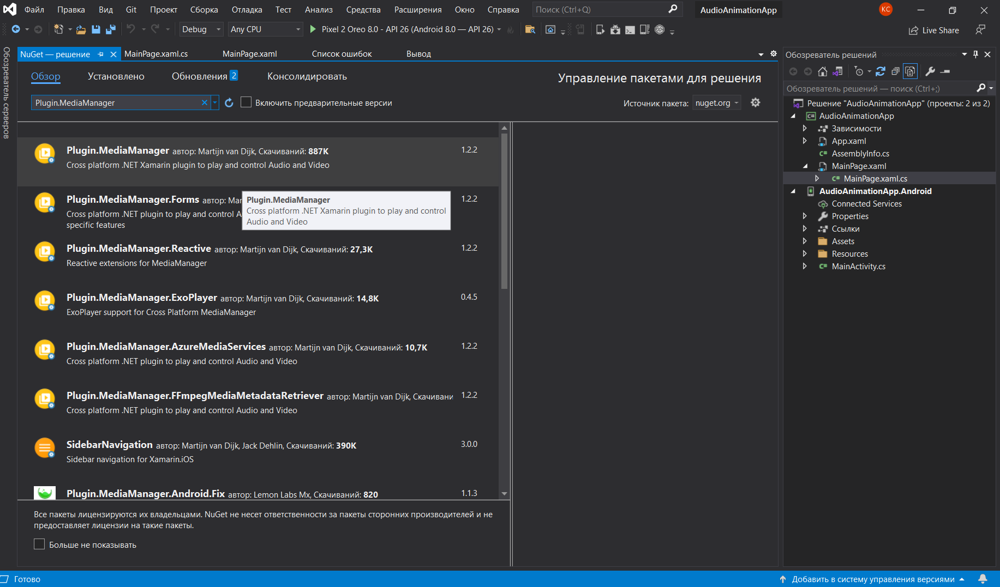 Файл Правка Вид Git Проект Сборка Отладка Тест Анализ Средства Расширения Окно Справка Поиск (Ctrl+Q) AudioAnimationApp КС
Debug Any CPU Pixel 2 Oreo 8.0 - API 26 (Android 8.0 — API 26) Live Share
Обозреватель серверов
NuGet — решение MainPage.xaml.cs MainPage.xaml Список ошибок Вывод
Обзор Установлено Обновления 2 Консолидировать Управление пакетами для решения
Plugin.MediaManager Включить предварительные версии Источник пакета: nuget.org
Plugin.MediaManager автор: Martijn van Dijk, Скачиваний: 887K 1.2.2
Cross platform .NET Xamarin plugin to play and control Audio and Video
Plugin.MediaManager.Forms автор: Mar 1.2.2
Cross platform .NET plugin to play and control A
specific features
Plugin.MediaManager
Cross platform .NET Xamarin plugin to play and control
Audio and Video
Plugin.MediaManager.Reactive автор: Martijn van Dijk, Скачиваний: 27,3K 1.2.2
Reactive extensions for MediaManager
Plugin.MediaManager.ExoPlayer автор: Martijn van Dijk, Скачиваний: 14,8K 0.4.5
ExoPlayer support for Cross Platform MediaManager
Plugin.MediaManager.AzureMediaServices автор: Martijn van Dijk, Скачиваний: 10,7K 1.2.2
Cross platform .NET plugin to play and control Audio and Video
Plugin.MediaManager.FFmpegMediaMetadataRetriever автор: Martijn van Dijk, Скачивани 1.2.2
Cross platform .NET plugin to play and control Audio and Video
SidebarNavigation автор: Martijn van Dijk, Jack Dehlin, Скачиваний: 390K 3.0.0
Sidebar navigation for Xamarin.iOS
Plugin.MediaManager.Android.Fix автор: Lemon Labs Mx, Скачиваний: 820 1.1.3
Все пакеты лицензируются их владельцами. NuGet не несет ответственности за пакеты сторонних производителей и не
предоставляет лицензии на такие пакеты.
Больше не показывать
Обозреватель решений
Обозреватель решений — поиск (Ctrl+;)
Решение "AudioAnimationApp" (проекты: 2 из 2)
C# AudioAnimationApp
Зависимости
App.xaml
C# AssemblyInfo.cs
MainPage.xaml
C# MainPage.xaml.cs
AudioAnimationApp.Android
Connected Services
Properties
Ссылки
Assets
Resources
C# MainActivity.cs
Готово Добавить в систему управления версиями